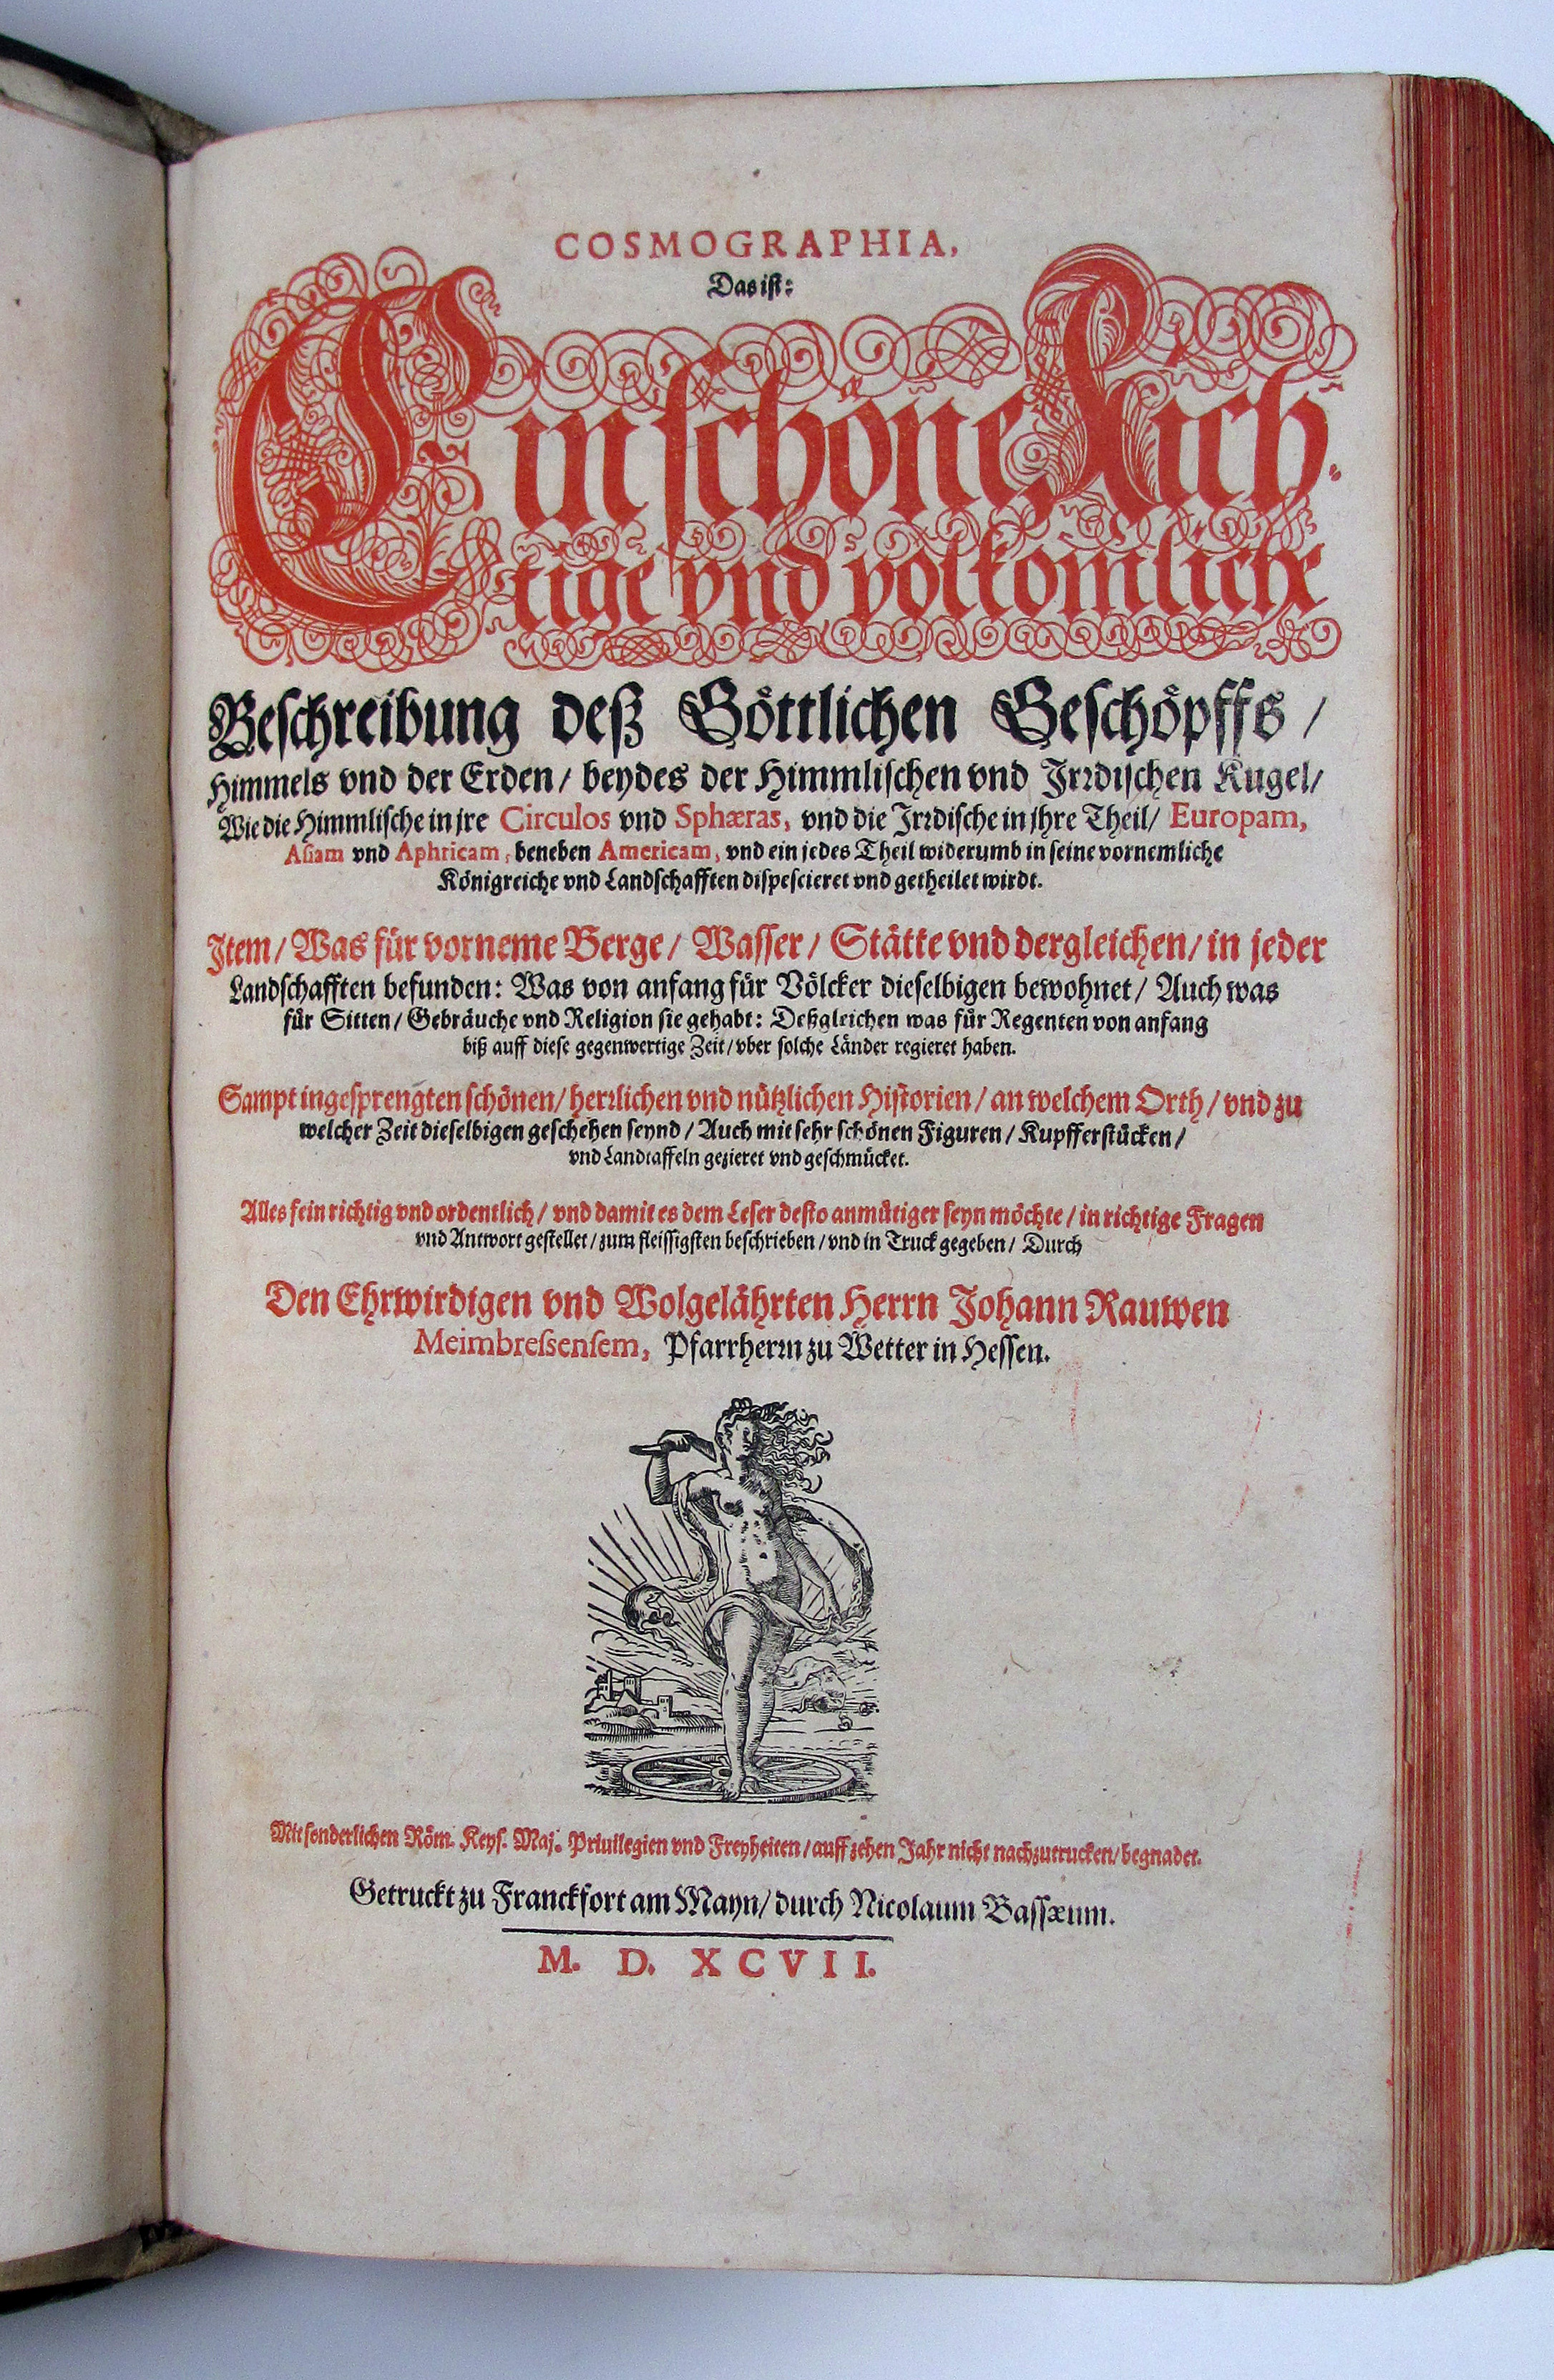 COSMOGRAPHIA,
Das ist:
Ein schöne Rich-
tige vnd volkom̃liche
Beschreibung deß Göttlichen Geschöpffs /
Himmels vnd der Erden / beydes der Himmlischen vnd Jrꝛdischen Kugel /
Wie die Himmlische in jre Circulos vnd Sphæras, vnd die Jrꝛdische in jhre Theil / Europam,
Asiam vnd Aphricam, beneben Americam, vnd ein jedes Theil widerumb in seine vornemliche
Königreiche vnd Landschafften dispescieret vnd getheilet wirdt.
Jtem / Was für vorneme Berge / Wasser / Stätte vnd dergleichen / in jeder
Landschafften befunden: Was von anfang für Völcker dieselbigen bewohnet / Auch was
für Sitten / Gebräuche vnd Religion sie gehabt: Deßgleichen was für Regenten von anfang
biß auff diese gegenwertige Zeit / vber solche Länder regieret haben.
Sampt ingesprengten schönen / herꝛlichen vnd nützlichen Historien / an welchem Orth / vnd zu
welcher Zeit dieselbigen geschehen seynd / Auch mit sehr schönen Figuren / Kupfferstücken /
vnd Landtaffeln gezieret vnd geschmücket.
Alles fein richtig vnd ordentlich / vnd damit es dem Leser desto anmütiger seyn möchte / in richtige Fragen
vnd Antwort gestellet / zum fleissigsten beschrieben / vnd in Truck gegeben / Durch
Den Ehrwirdigen vnd Wolgelährten Herrn Johann Rauwen
Meimbressensem, Pfarrherꝛn zu Wetter in Hessen.
Mit sonderlichen Röm. Keys. Maj. Priuilegien vnd Freyheiten / auff zehen Jahr nicht nachzutrucken / begnadet.
Getruckt zu Franckfort am Mayn / durch Nicolaum Bassæum.
M. D. XCVII.